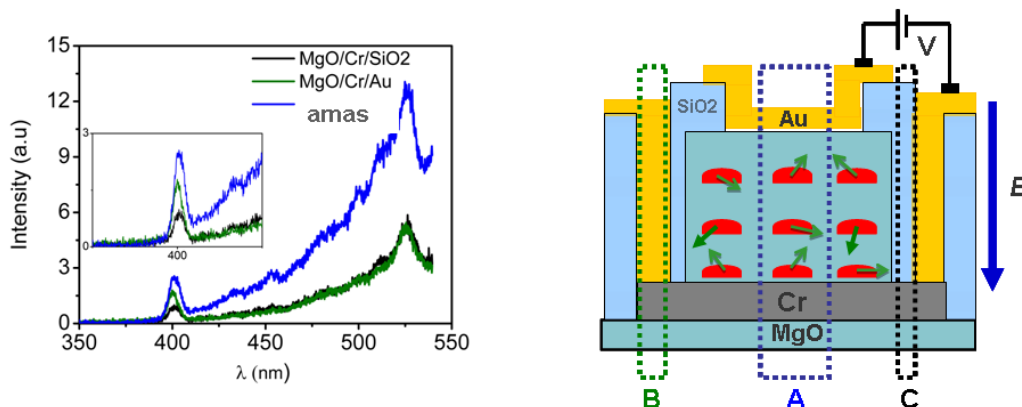 Intensity (a.u)
15
12
9
6
3
0
350
400
450
500
550
λ (nm)
MgO/Cr/SiO2
MgO/Cr/Au
amas
3
0
400
V
SiO2
Au
E
Cr
MgO
B
A
C